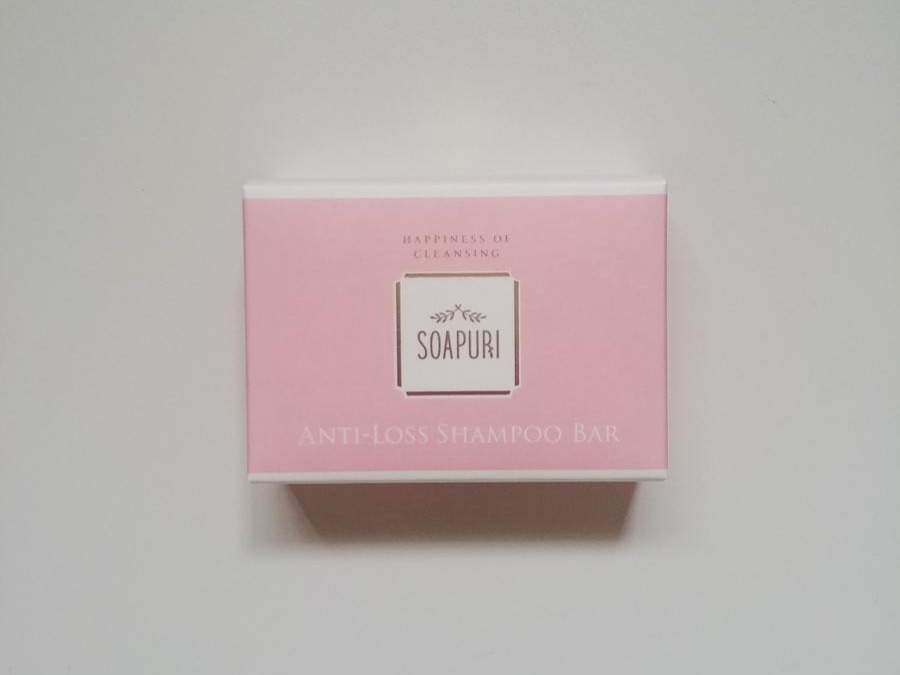 HAPPINESS OF
CLEANSING
SOAPURI
ANTI-LOSS SHAMPOO BAR